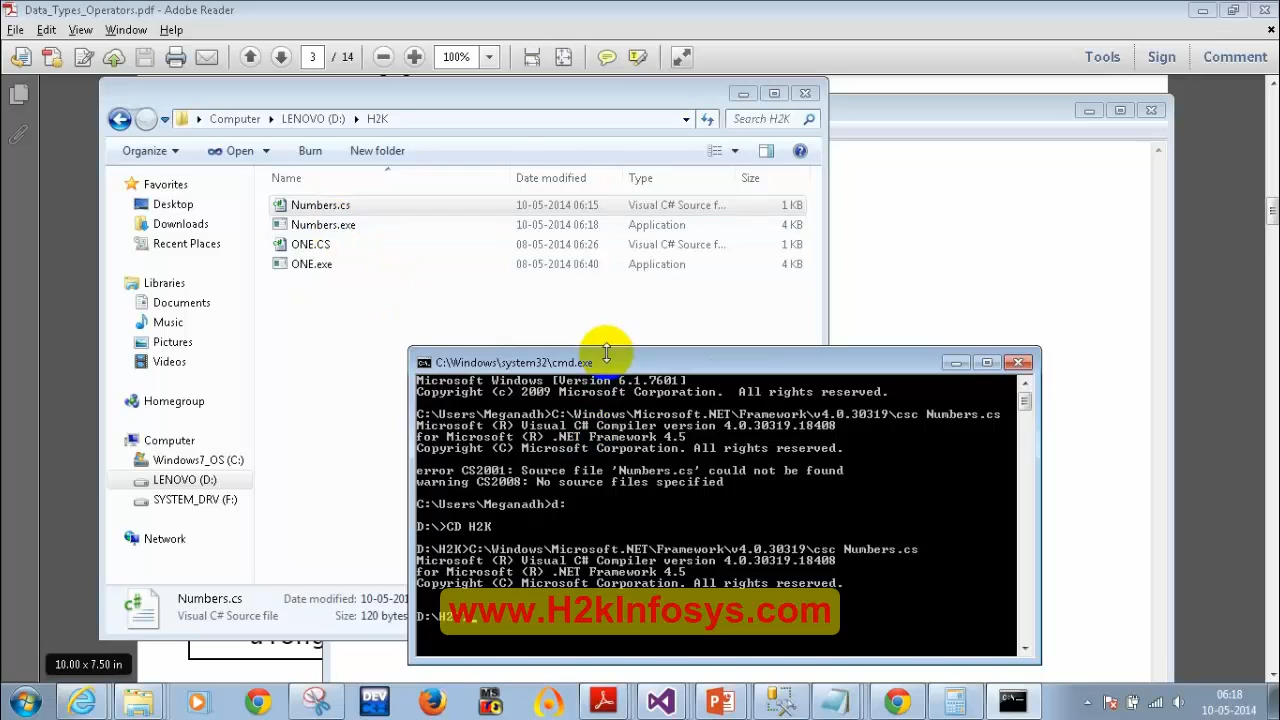 Data_Types_Operators.pdf - Adobe Reader
File Edit View Window Help
3 / 14 100% Tools Sign Comment
Computer LENOVO (D:) H2K Search H2K
Organize Open Burn New folder
Name Date modified Type Size
Favorites
Desktop
Downloads
Recent Places
Libraries
Documents
Music
Pictures
Videos
Homegroup
Computer
Windows7_OS (C:)
LENOVO (D:)
SYSTEM_DRV (F:)
Network
Numbers.cs 10-05-2014 06:15 Visual C# Source f... 1 KB
Numbers.exe 10-05-2014 06:18 Application 4 KB
ONE.CS 08-05-2014 06:26 Visual C# Source f... 1 KB
ONE.exe 08-05-2014 06:40 Application 4 KB
Numbers.cs Date modified: 10-05-201
Visual C# Source file Size: 120 bytes
C:\Windows\system32\cmd.exe
Microsoft Windows [Version 6.1.7601]
Copyright (c) 2009 Microsoft Corporation. All rights reserved.
C:\Users\Meganadh>C:\Windows\Microsoft.NET\Framework\v4.0.30319\csc Numbers.cs
Microsoft (R) Visual C# Compiler version 4.0.30319.18408
for Microsoft (R) .NET Framework 4.5
Copyright (C) Microsoft Corporation. All rights reserved.
error CS2001: Source file 'Numbers.cs' could not be found
warning CS2008: No source files specified
C:\Users\Meganadh>d:
D:\>CD H2K
D:\H2K>C:\Windows\Microsoft.NET\Framework\v4.0.30319\csc Numbers.cs
Microsoft (R) Visual C# Compiler version 4.0.30319.18408
for Microsoft (R) .NET Framework 4.5
Copyright (C) Microsoft Corporation. All rights reserved.
www.H2kInfosys.com
10.00 x 7.50 in
DEV
MS
06:18
10-05-2014